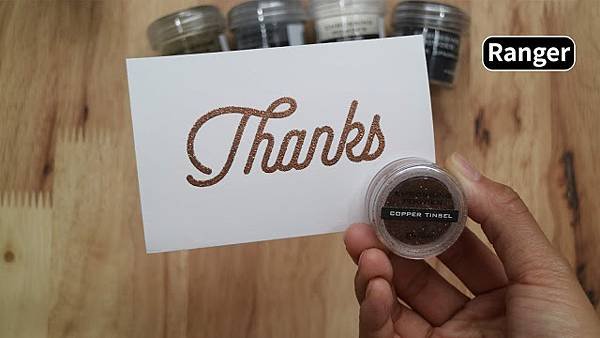 Ranger
Thanks
COPPER TINSEL